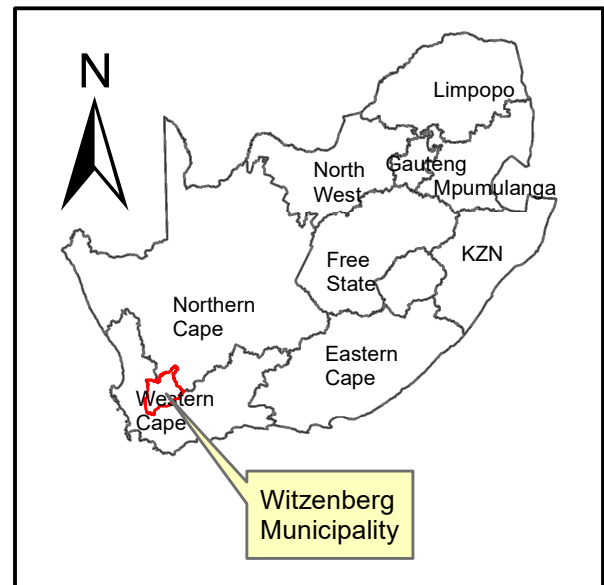 N
Limpopo
North
West
Gauteng
Mpumulanga
KZN
Free
State
Northern
Cape
Eastern
Cape
Western
Cape
Witzenberg
Municipality